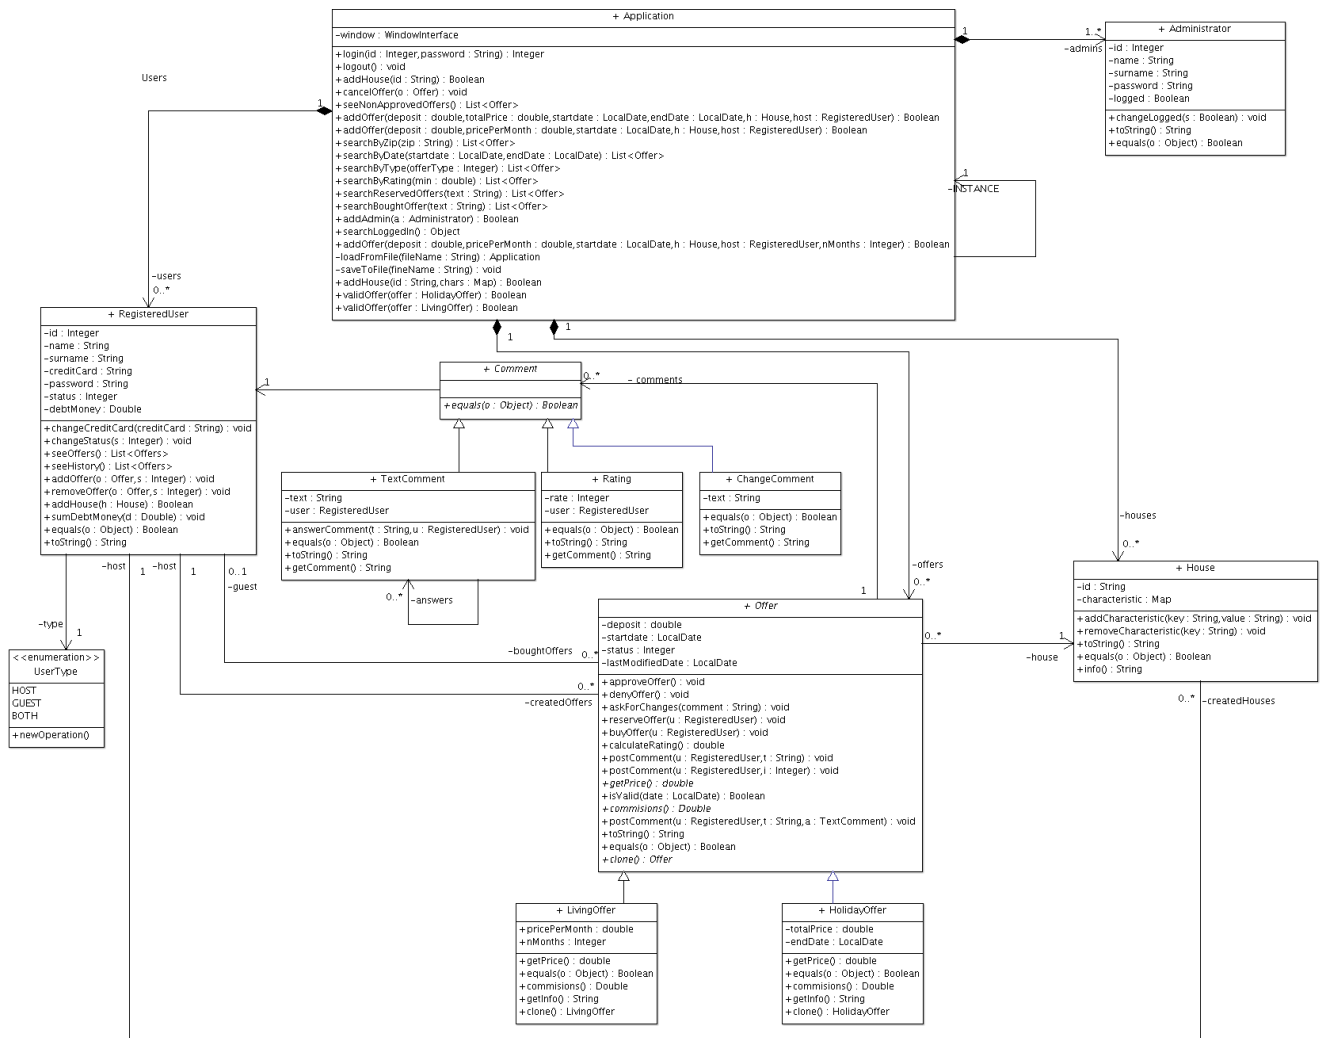 + Application
-window : WindowInterface
+login(id : Integer,password : String) : Integer
+logout() : void
+addHouse(id : String) : Boolean
+cancelOffer(o : Offer) : void
+seeNonApprovedOffers() : List<Offer>
+addOffer(deposit : double,totalPrice : double,startdate : LocalDate,endDate : LocalDate,h : House,host : RegisteredUser) : Boolean
+addOffer(deposit : double,pricePerMonth : double,startdate : LocalDate,h : House,host : RegisteredUser) : Boolean
+searchByZip(zip : String) : List<Offer>
+searchByDate(startdate : LocalDate,endDate : LocalDate) : List<Offer>
+searchByType(offerType : Integer) : List<Offer>
+searchByRating(min : double) : List<Offer>
+searchReservedOffers(text : String) : List<Offer>
+searchBoughtOffer(text : String) : List<Offer>
+addAdmin(a : Administrator) : Boolean
+searchLoggedIn() : Object
+addOffer(deposit : double,pricePerMonth : double,startdate : LocalDate,h : House,host : RegisteredUser,nMonths : Integer) : Boolean
-loadFromFile(fileName : String) : Application
-saveToFile(fineName : String) : void
+addHouse(id : String,chars : Map) : Boolean
+validOffer(offer : HolidayOffer) : Boolean
+validOffer(offer : LivingOffer) : Boolean
1
1..*
-admins
+ Administrator
-id : Integer
-name : String
-surname : String
-password : String
-logged : Boolean
+changeLogged(s : Boolean) : void
+toString() : String
+equals(o : Object) : Boolean
1
-INSTANCE
Users
1
-users
0..*
+ RegisteredUser
-id : Integer
-name : String
-surname : String
-creditCard : String
-password : String
-status : Integer
-debtMoney : Double
+changeCreditCard(creditCard : String) : void
+changeStatus(s : Integer) : void
+seeOffers() : List<Offers>
+seeHistory() : List<Offers>
+addOffer(o : Offer,s : Integer) : void
+removeOffer(o : Offer,s : Integer) : void
+addHouse(h : House) : Boolean
+sumDebtMoney(d : Double) : void
+equals(o : Object) : Boolean
+toString() : String
1
1
1
+ Comment
+equals(o : Object) : Boolean
0..*
- comments
1
+ TextComment
-text : String
-user : RegisteredUser
+answerComment(t : String,u : RegisteredUser) : void
+equals(o : Object) : Boolean
+toString() : String
+getComment() : String
0..*
-answers
+ Rating
-rate : Integer
-user : RegisteredUser
+equals(o : Object) : Boolean
+toString() : String
+getComment() : String
+ ChangeComment
-text : String
+equals(o : Object) : Boolean
+toString() : String
+getComment() : String
-houses
0..*
+ House
-id : String
-characteristic : Map
+addCharacteristic(key : String,value : String) : void
+removeCharacteristic(key : String) : void
+toString() : String
+equals(o : Object) : Boolean
+info() : String
-host
1
-host
1
0..1
-guest
-type
1
<<enumeration>>
UserType
HOST
GUEST
BOTH
+newOperation()
-boughtOffers
0..*
0..*
-createdOffers
1
-offers
0..*
+ Offer
-deposit : double
-startdate : LocalDate
-status : Integer
-lastModifiedDate : LocalDate
+approveOffer() : void
+denyOffer() : void
+askForChanges(comment : String) : void
+reserveOffer(u : RegisteredUser) : void
+buyOffer(u : RegisteredUser) : void
+calculateRating() : double
+postComment(u : RegisteredUser,t : String) : void
+postComment(u : RegisteredUser,i : Integer) : void
+getPrice() : double
+isValid(date : LocalDate) : Boolean
+commisions() : Double
+postComment(u : RegisteredUser,t : String,a : TextComment) : void
+toString() : String
+equals(o : Object) : Boolean
+clone() : Offer
0..*
1
-house
0..*
-createdHouses
+ LivingOffer
+pricePerMonth : double
+nMonths : Integer
+getPrice() : double
+equals(o : Object) : Boolean
+commisions() : Double
+getInfo() : String
+clone() : LivingOffer
+ HolidayOffer
-totalPrice : double
-endDate : LocalDate
+getPrice() : double
+equals(o : Object) : Boolean
+commisions() : Double
+getInfo() : String
+clone() : HolidayOffer